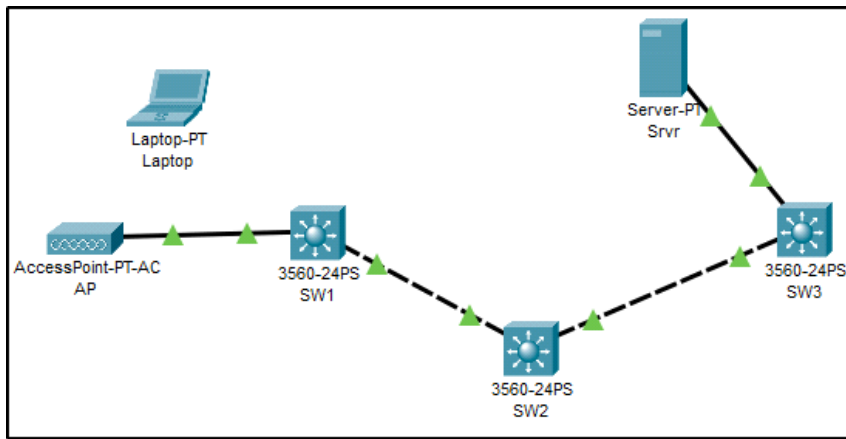 Laptop-PT
Laptop
Server-PT
Srvr
AccessPoint-PT-AC
AP
3560-24PS
SW1
3560-24PS
SW2
3560-24PS
SW3